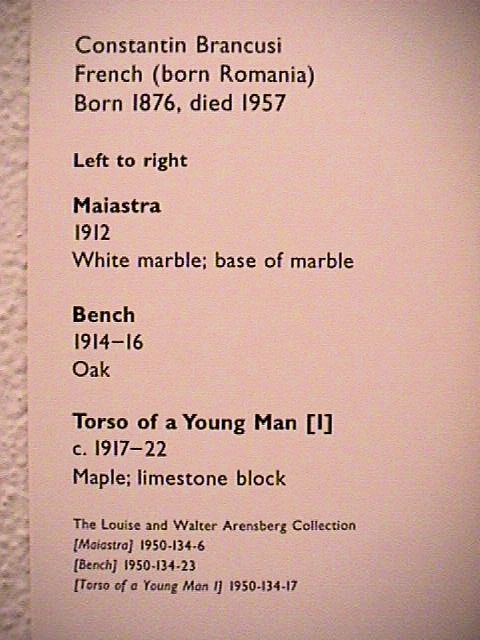 Constantin Brancusi
French (born Romania)
Born 1876, died 1957
Left to right
Maiastra
1912
White marble; base of marble
Bench
1914–16
Oak
Torso of a Young Man [I]
c. 1917–22
Maple; limestone block
The Louise and Walter Arensberg Collection
[Maiastra] 1950-134-6
[Bench] 1950-134-23
[Torso of a Young Man I] 1950-134-17